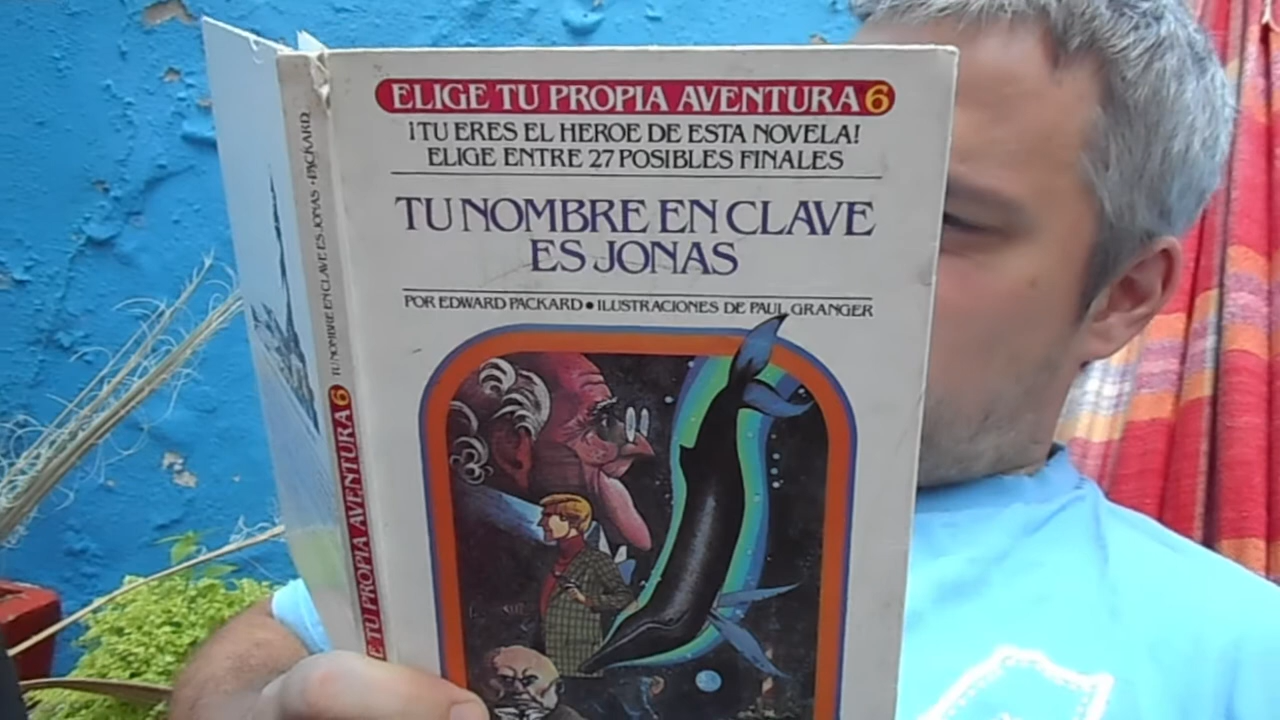 ELIGE TU PROPIA AVENTURA 6
¡TU ERES EL HEROE DE ESTA NOVELA!
ELIGE ENTRE 27 POSIBLES FINALES
TU NOMBRE EN CLAVE
ES JONAS
POR EDWARD PACKARD • ILUSTRACIONES DE PAUL GRANGER
E TU PROPIA AVENTURA 6 TU NOMBRE EN CLAVE ES JONAS • PACKARD